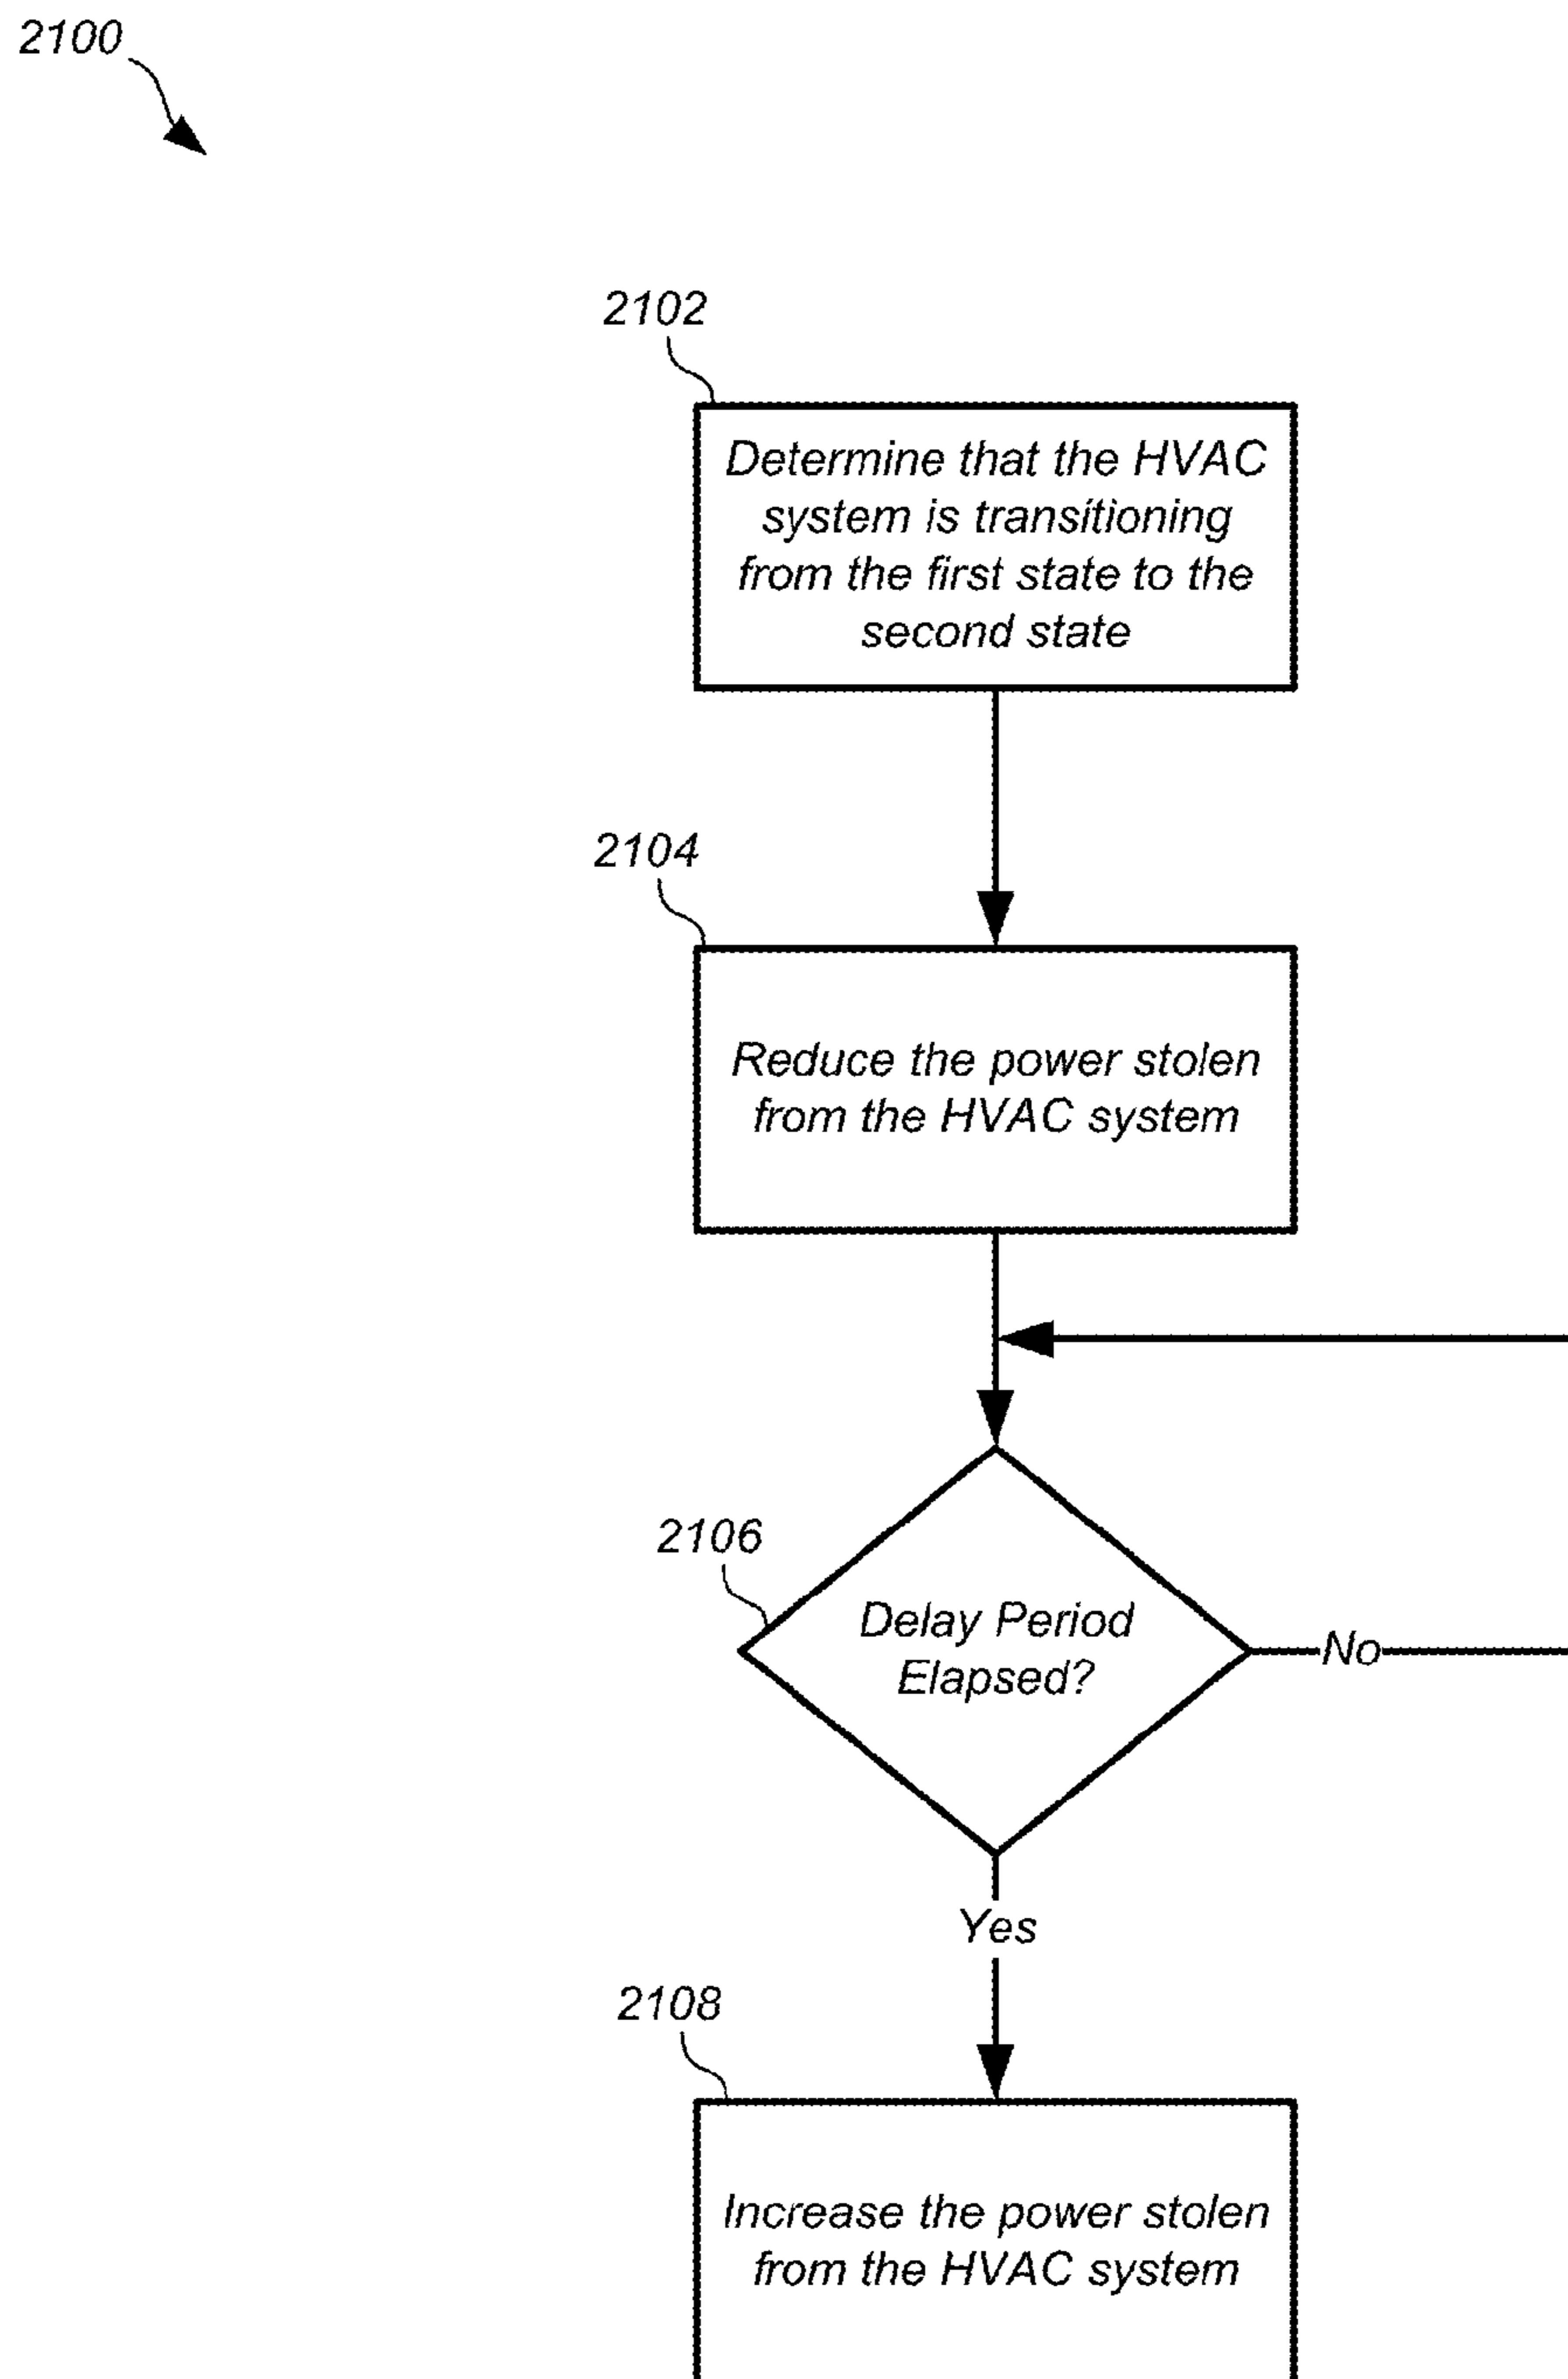 2100
2102
Determine that the HVAC
system is transitioning
from the first state to the
second state
2104
Reduce the power stolen
from the HVAC system
2106
Delay Period
Elapsed?
No
Yes
2108
Increase the power stolen
from the HVAC system